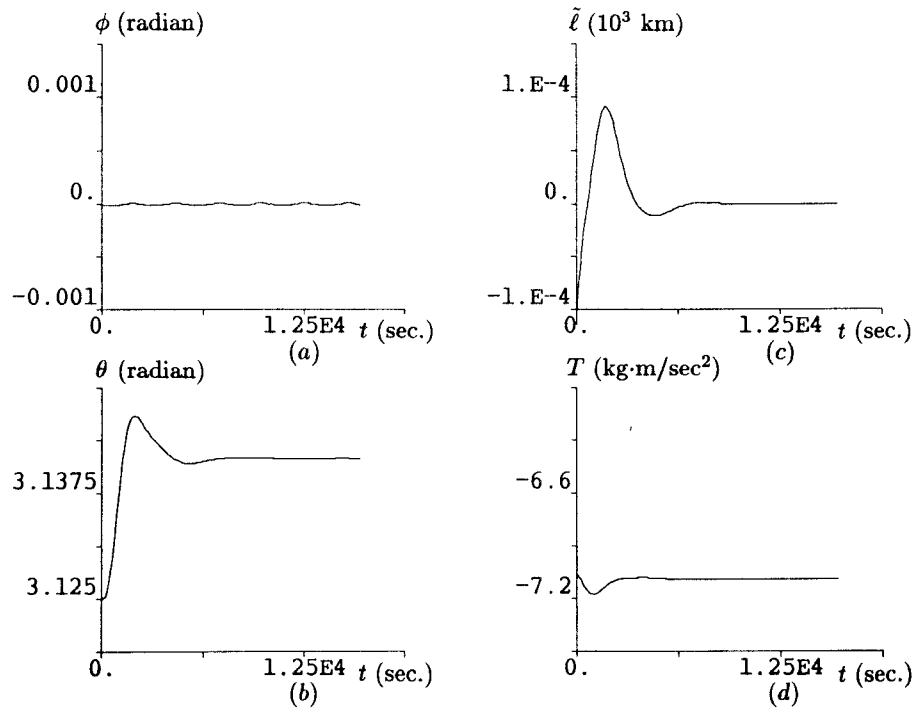 ϕ (radian)
0.001
0.
-0.001
0.
1.25E4
t (sec.)
(a)
ℓ̃ (10³ km)
1.E-4
0.
-1.E-4
0.
1.25E4
t (sec.)
(c)
θ (radian)
3.1375
3.125
0.
1.25E4
t (sec.)
(b)
T (kg·m/sec²)
-6.6
-7.2
0.
1.25E4
t (sec.)
(d)